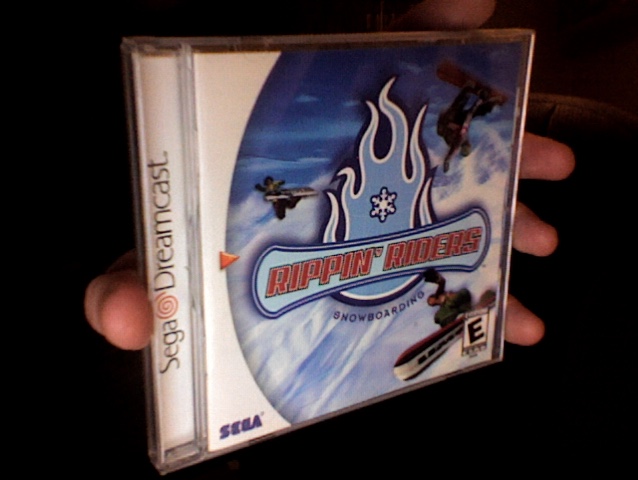 Sega Dreamcast.
RIPPIN' RIDERS
SNOWBOARDING
E
SEGA